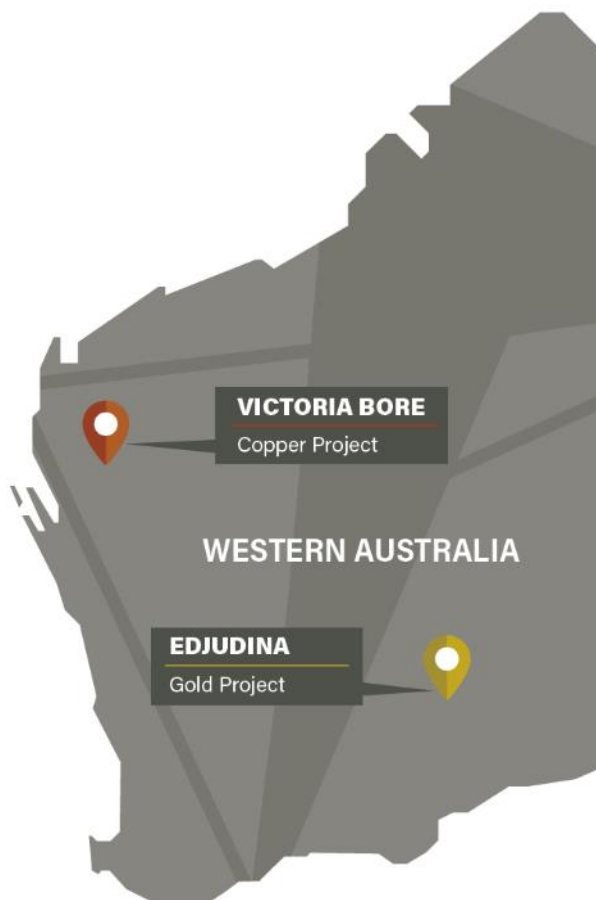 VICTORIA BORE
Copper Project
WESTERN AUSTRALIA
EDJUDINA
Gold Project